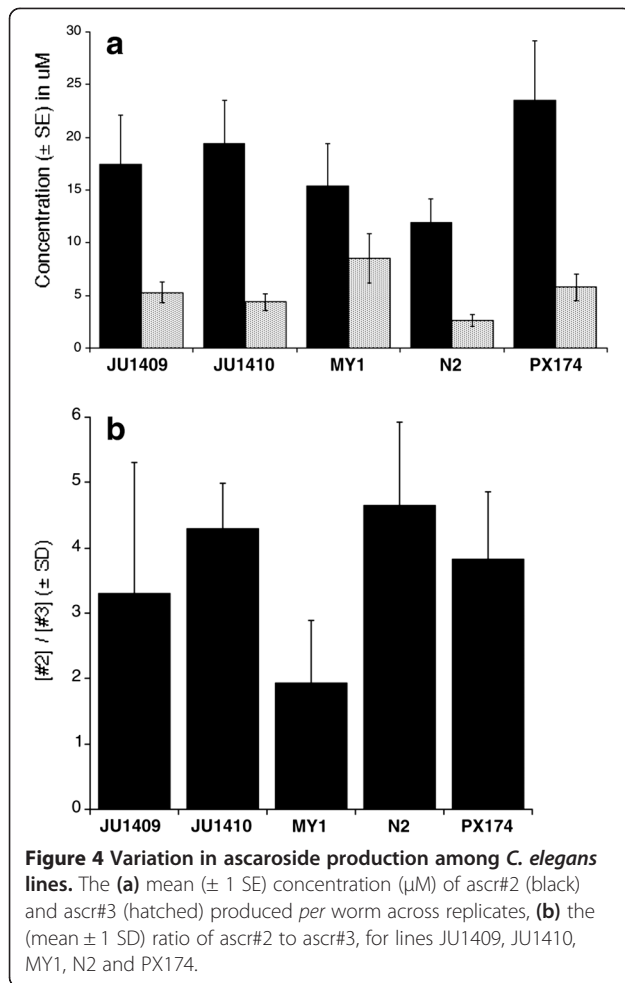 a
Concentration (± SE) in uM
30
25
20
15
10
5
0
JU1409 JU1410 MY1 N2 PX174
b
[#2] / [#3] (± SD)
6
5
4
3
2
1
0
JU1409 JU1410 MY1 N2 PX174
Figure 4 Variation in ascaroside production among C. elegans
lines. The (a) mean (± 1 SE) concentration (μM) of ascr#2 (black)
and ascr#3 (hatched) produced per worm across replicates, (b) the
(mean ± 1 SD) ratio of ascr#2 to ascr#3, for lines JU1409, JU1410,
MY1, N2 and PX174.